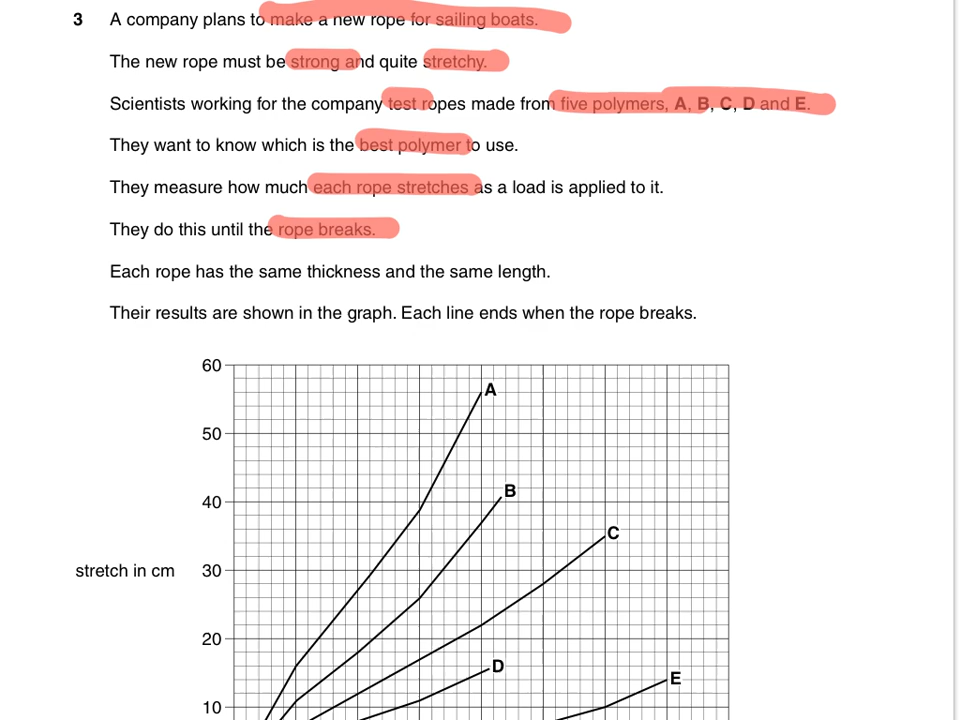 3 A company plans to make a new rope for sailing boats.
The new rope must be strong and quite stretchy.
Scientists working for the company test ropes made from five polymers, A, B, C, D and E.
They want to know which is the best polymer to use.
They measure how much each rope stretches as a load is applied to it.
They do this until the rope breaks.
Each rope has the same thickness and the same length.
Their results are shown in the graph. Each line ends when the rope breaks.
60
A
50
B
40
C
stretch in cm 30
20
D
E
10